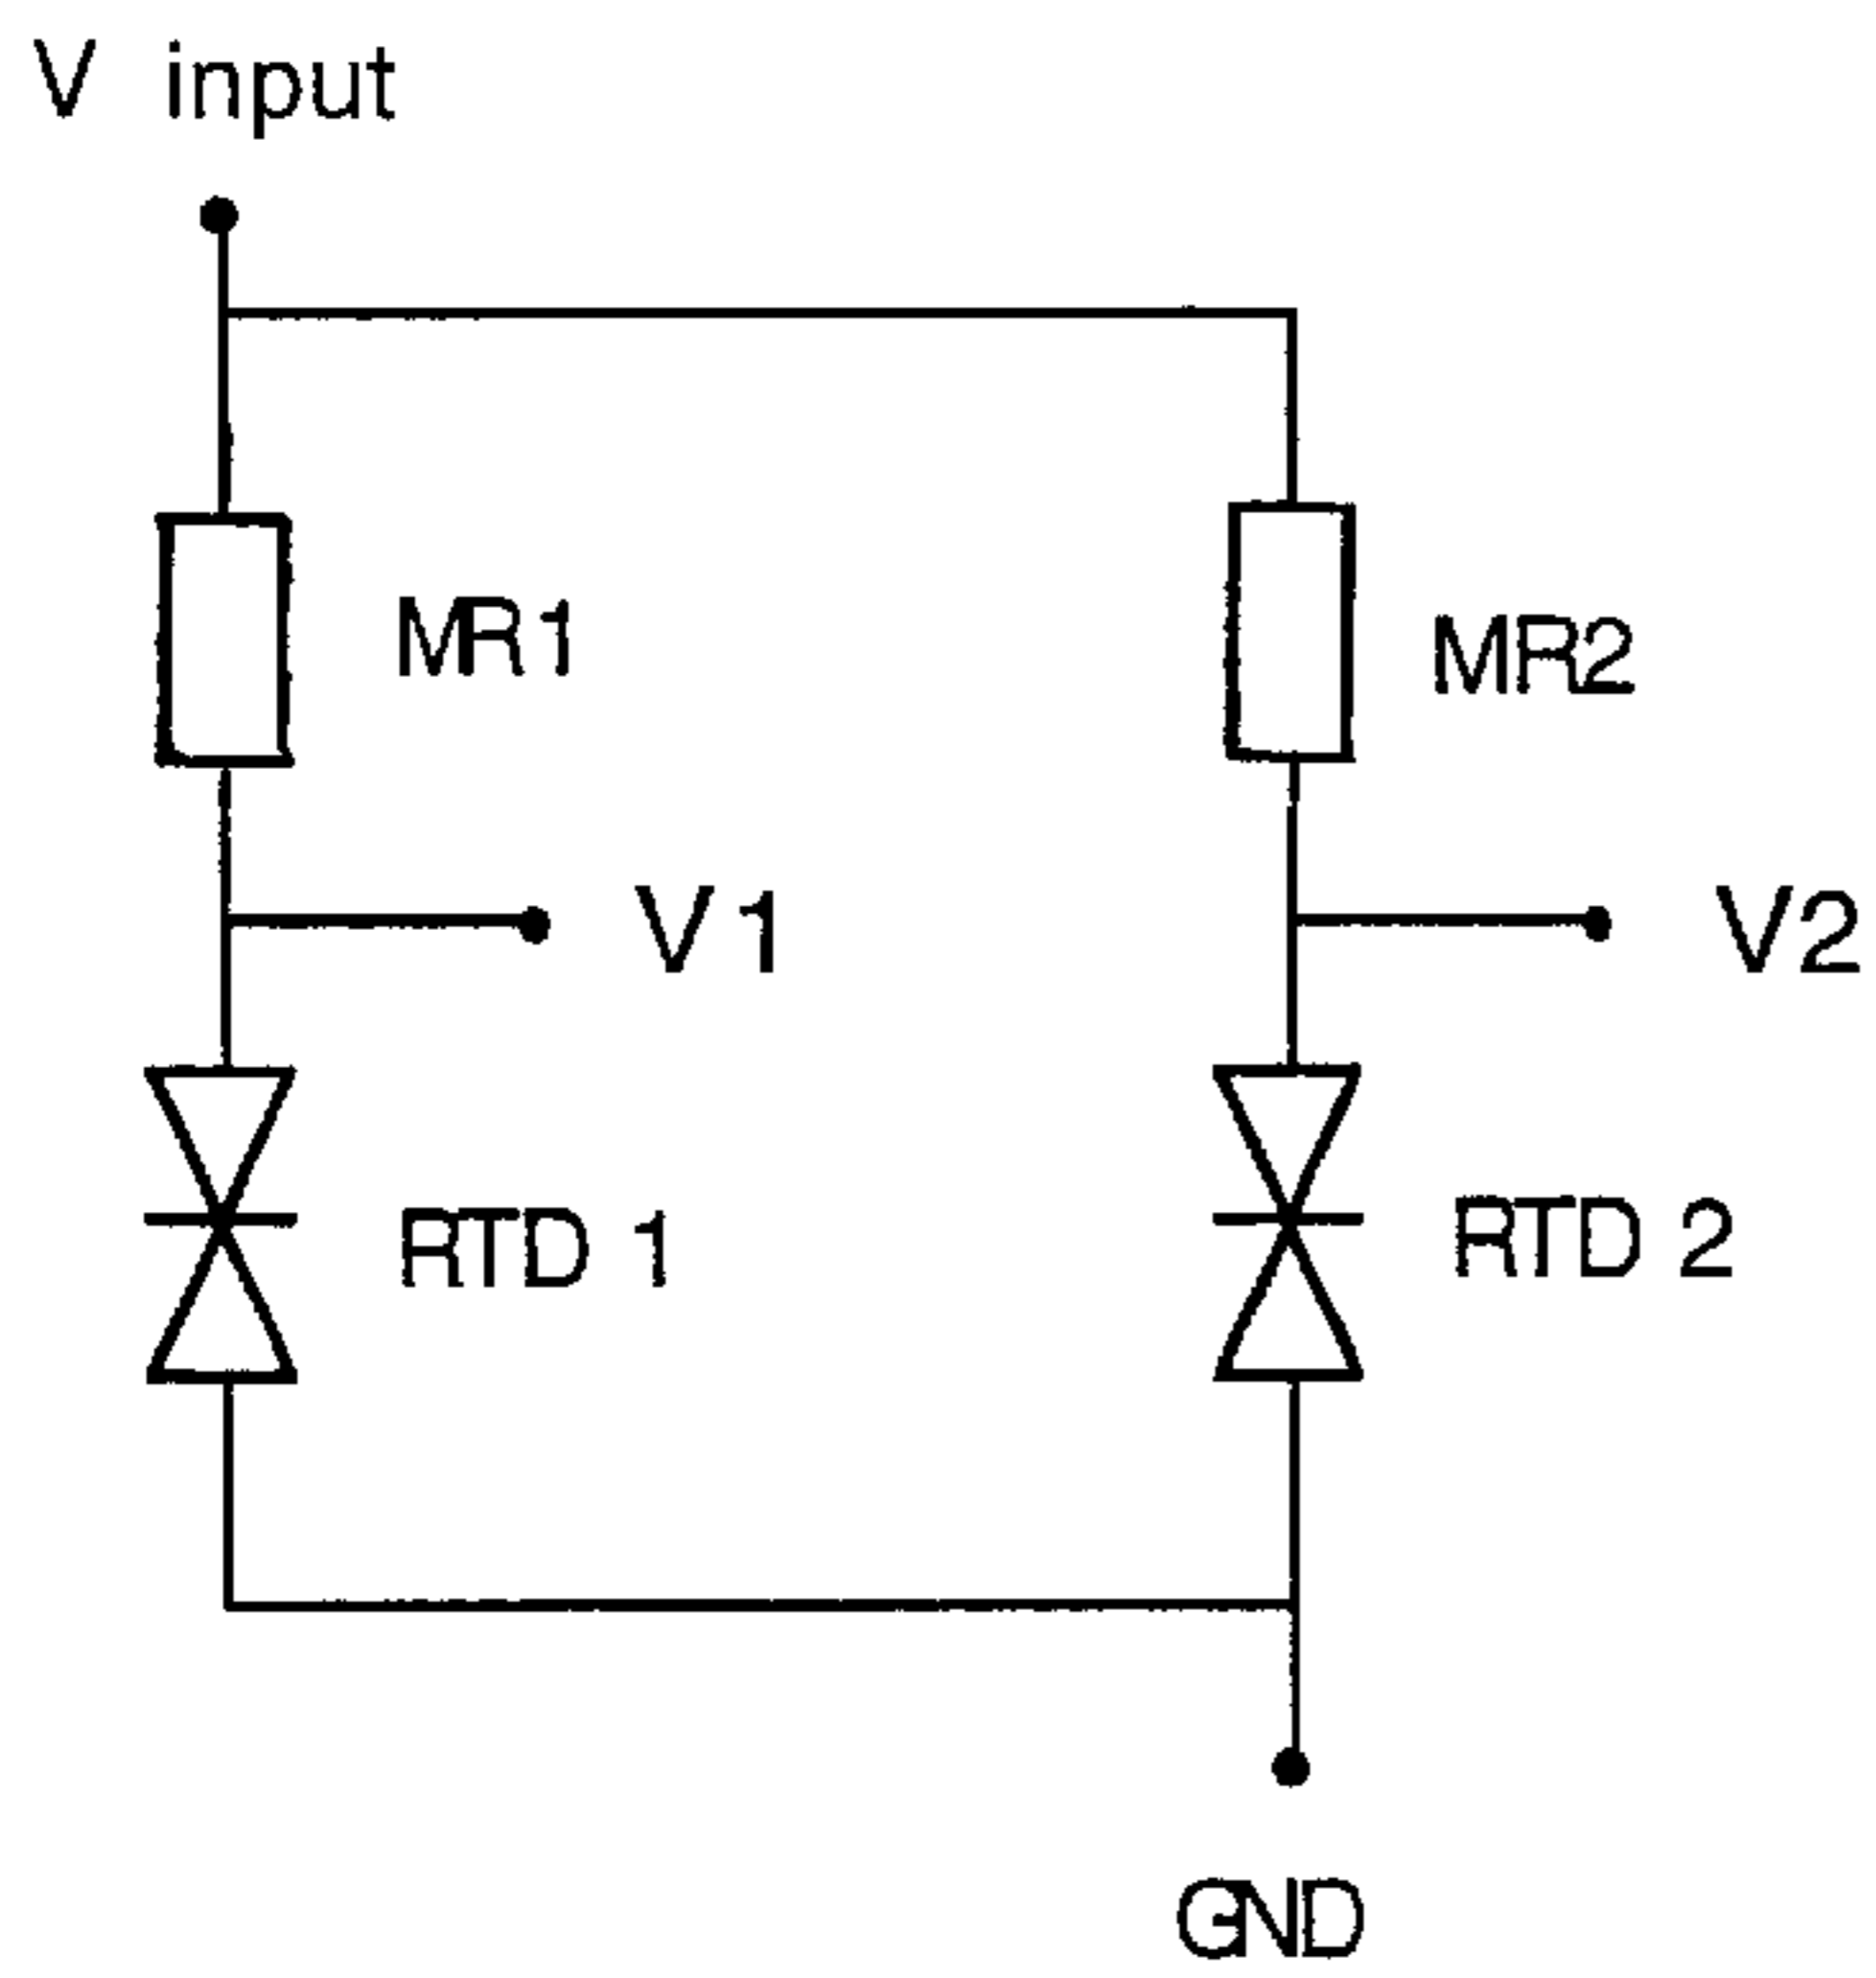 V input
MR1
MR2
V1
V2
RTD 1
RTD 2
GND